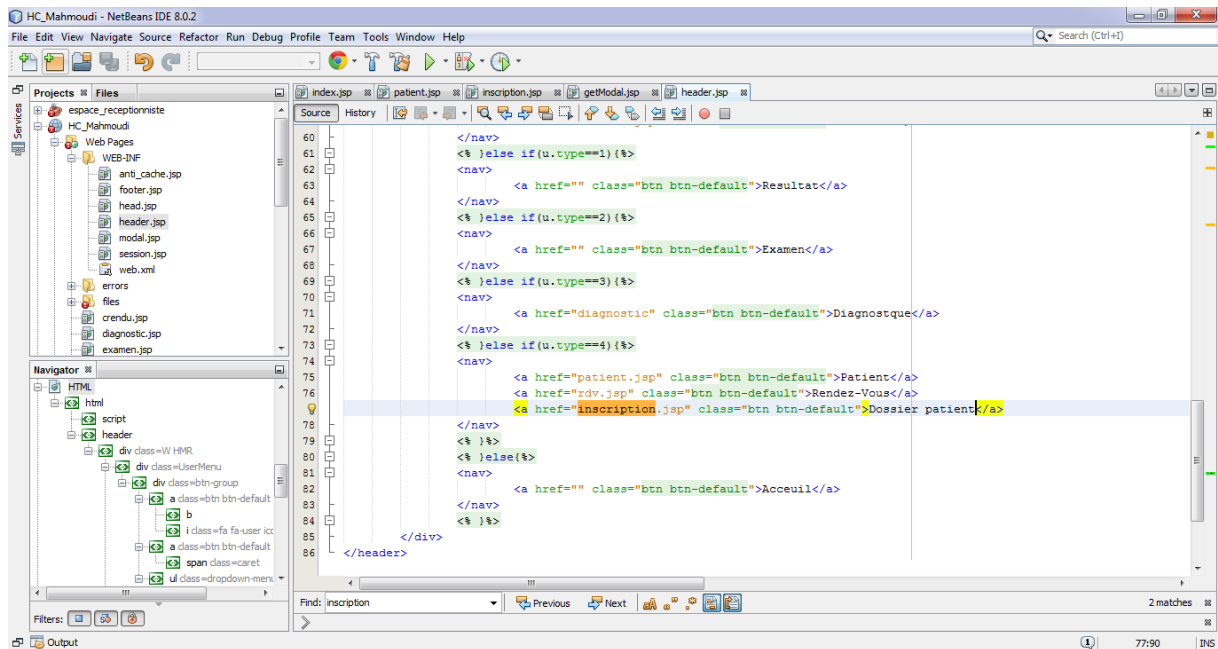 HC_Mahmoudi - NetBeans IDE 8.0.2
File Edit View Navigate Source Refactor Run Debug Profile Team Tools Window Help
Search (Ctrl+I)
Services
Projects
Files
espace_receptionniste
HC_Mahmoudi
Web Pages
WEB-INF
anti_cache.jsp
footer.jsp
head.jsp
header.jsp
modal.jsp
session.jsp
web.xml
errors
files
crendu.jsp
diagnostic.jsp
examen.jsp
Navigator
HTML
html
script
header
div class=W HMR
div class=UserMenu
div class=btn-group
a class=btn btn-default
b
i class=fa fa-user ico
a class=btn btn-default
span class=caret
ul class=dropdown-menu
Filters:
Output
index.jsp patient.jsp inscription.jsp getModal.jsp header.jsp
Source History
60 </nav>
61 <% }else if(u.type==1){%>
62 <nav>
63 <a href="" class="btn btn-default">Resultat</a>
64 </nav>
65 <% }else if(u.type==2){%>
66 <nav>
67 <a href="" class="btn btn-default">Examen</a>
68 </nav>
69 <% }else if(u.type==3){%>
70 <nav>
71 <a href="diagnostic" class="btn btn-default">Diagnostque</a>
72 </nav>
73 <% }else if(u.type==4){%>
74 <nav>
75 <a href="patient.jsp" class="btn btn-default">Patient</a>
76 <a href="rdv.jsp" class="btn btn-default">Rendez-Vous</a>
<a href="inscription.jsp" class="btn btn-default">Dossier patient</a>
78 </nav>
79 <% }%>
80 <% }else{%>
81 <nav>
82 <a href="" class="btn btn-default">Acceuil</a>
83 </nav>
84 <% }%>
85 </div>
86 </header>
Find: inscription Previous Next 2 matches
1 77:90 INS